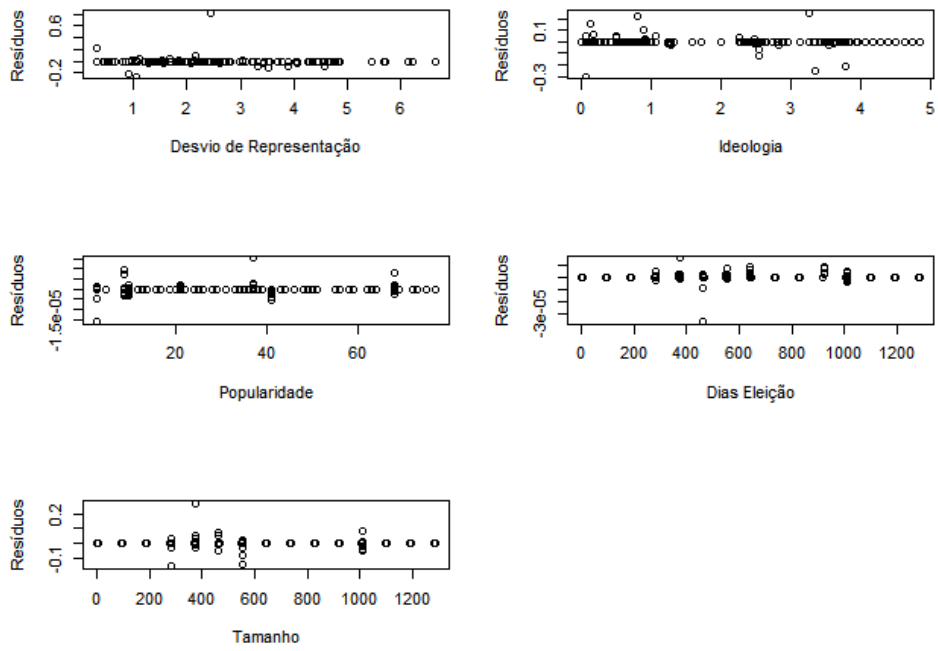 Resíduos
-0.2 0.6
1 2 3 4 5 6
Desvio de Representação
Resíduos
-0.3 0.1
0 1 2 3 4 5
Ideologia
Resíduos
-1.5e-05
20 40 60
Popularidade
Resíduos
-3e-05
0 200 400 600 800 1000 1200
Dias Eleição
Resíduos
-0.1 0.2
0 200 400 600 800 1000 1200
Tamanho